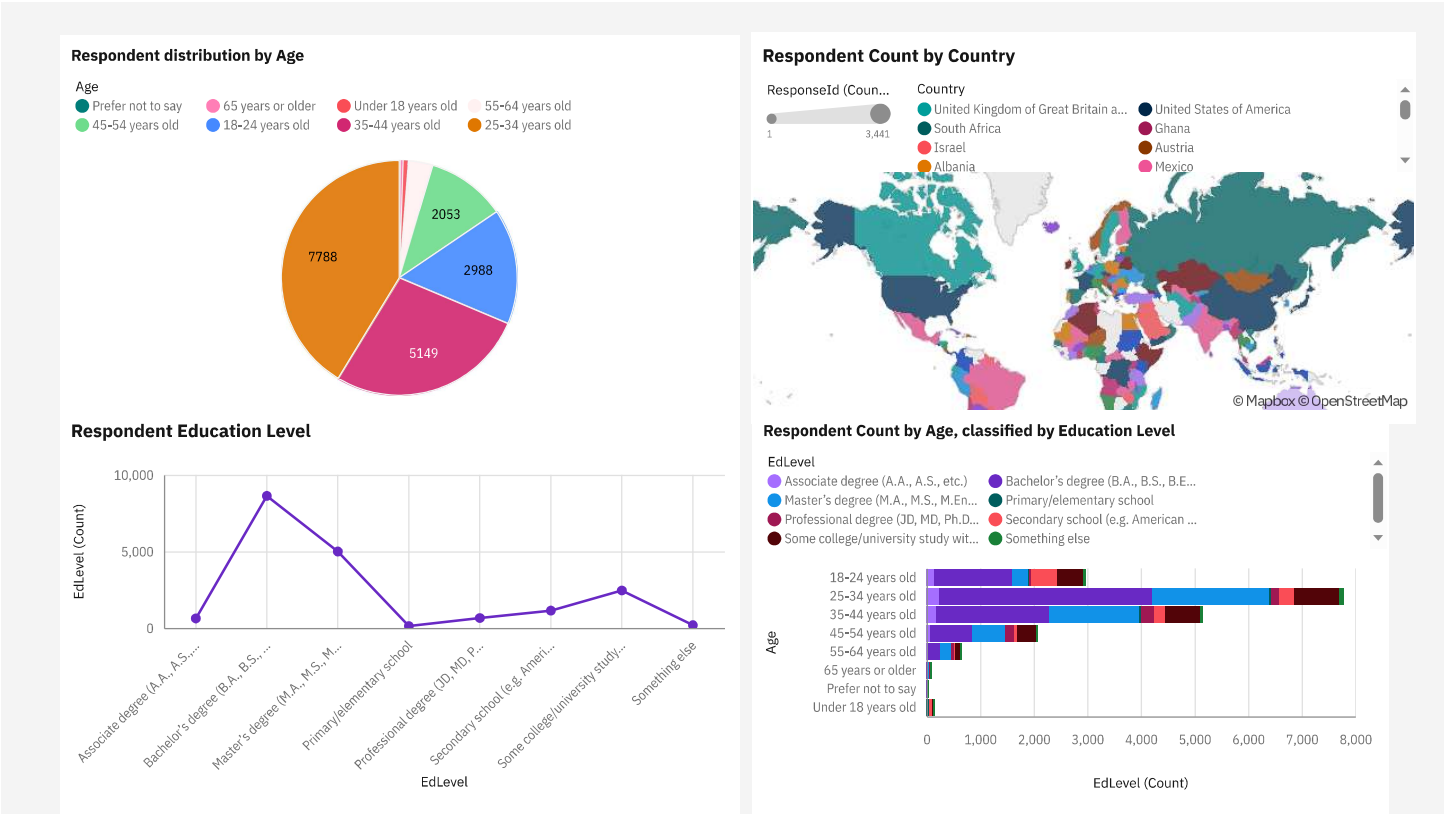 Respondent distribution by Age
Age
Prefer not to say 65 years or older Under 18 years old 55-64 years old
45-54 years old 18-24 years old 35-44 years old 25-34 years old
2053
2988
7788
5149
Respondent Count by Country
ResponseId (Coun...
1 3,441
Country
United Kingdom of Great Britain a... United States of America
South Africa Ghana
Israel Austria
Albania Mexico
© Mapbox © OpenStreetMap
Respondent Education Level
EdLevel (Count)
10,000
5,000
0
Associate degree (A.A., A.S.,...
Bachelor's degree (B.A., B.S., ...
Master's degree (M.A., M.S., M...
Primary/elementary school
Professional degree (JD, MD, P...
Secondary school (e.g. Ameri...
Some college/university study...
Something else
EdLevel
Respondent Count by Age, classified by Education Level
EdLevel
Associate degree (A.A., A.S., etc.) Bachelor's degree (B.A., B.S., B.E...
Master's degree (M.A., M.S., M.En... Primary/elementary school
Professional degree (JD, MD, Ph.D... Secondary school (e.g. American ...
Some college/university study wit... Something else
Age
18-24 years old
25-34 years old
35-44 years old
45-54 years old
55-64 years old
65 years or older
Prefer not to say
Under 18 years old
0 1,000 2,000 3,000 4,000 5,000 6,000 7,000 8,000
EdLevel (Count)